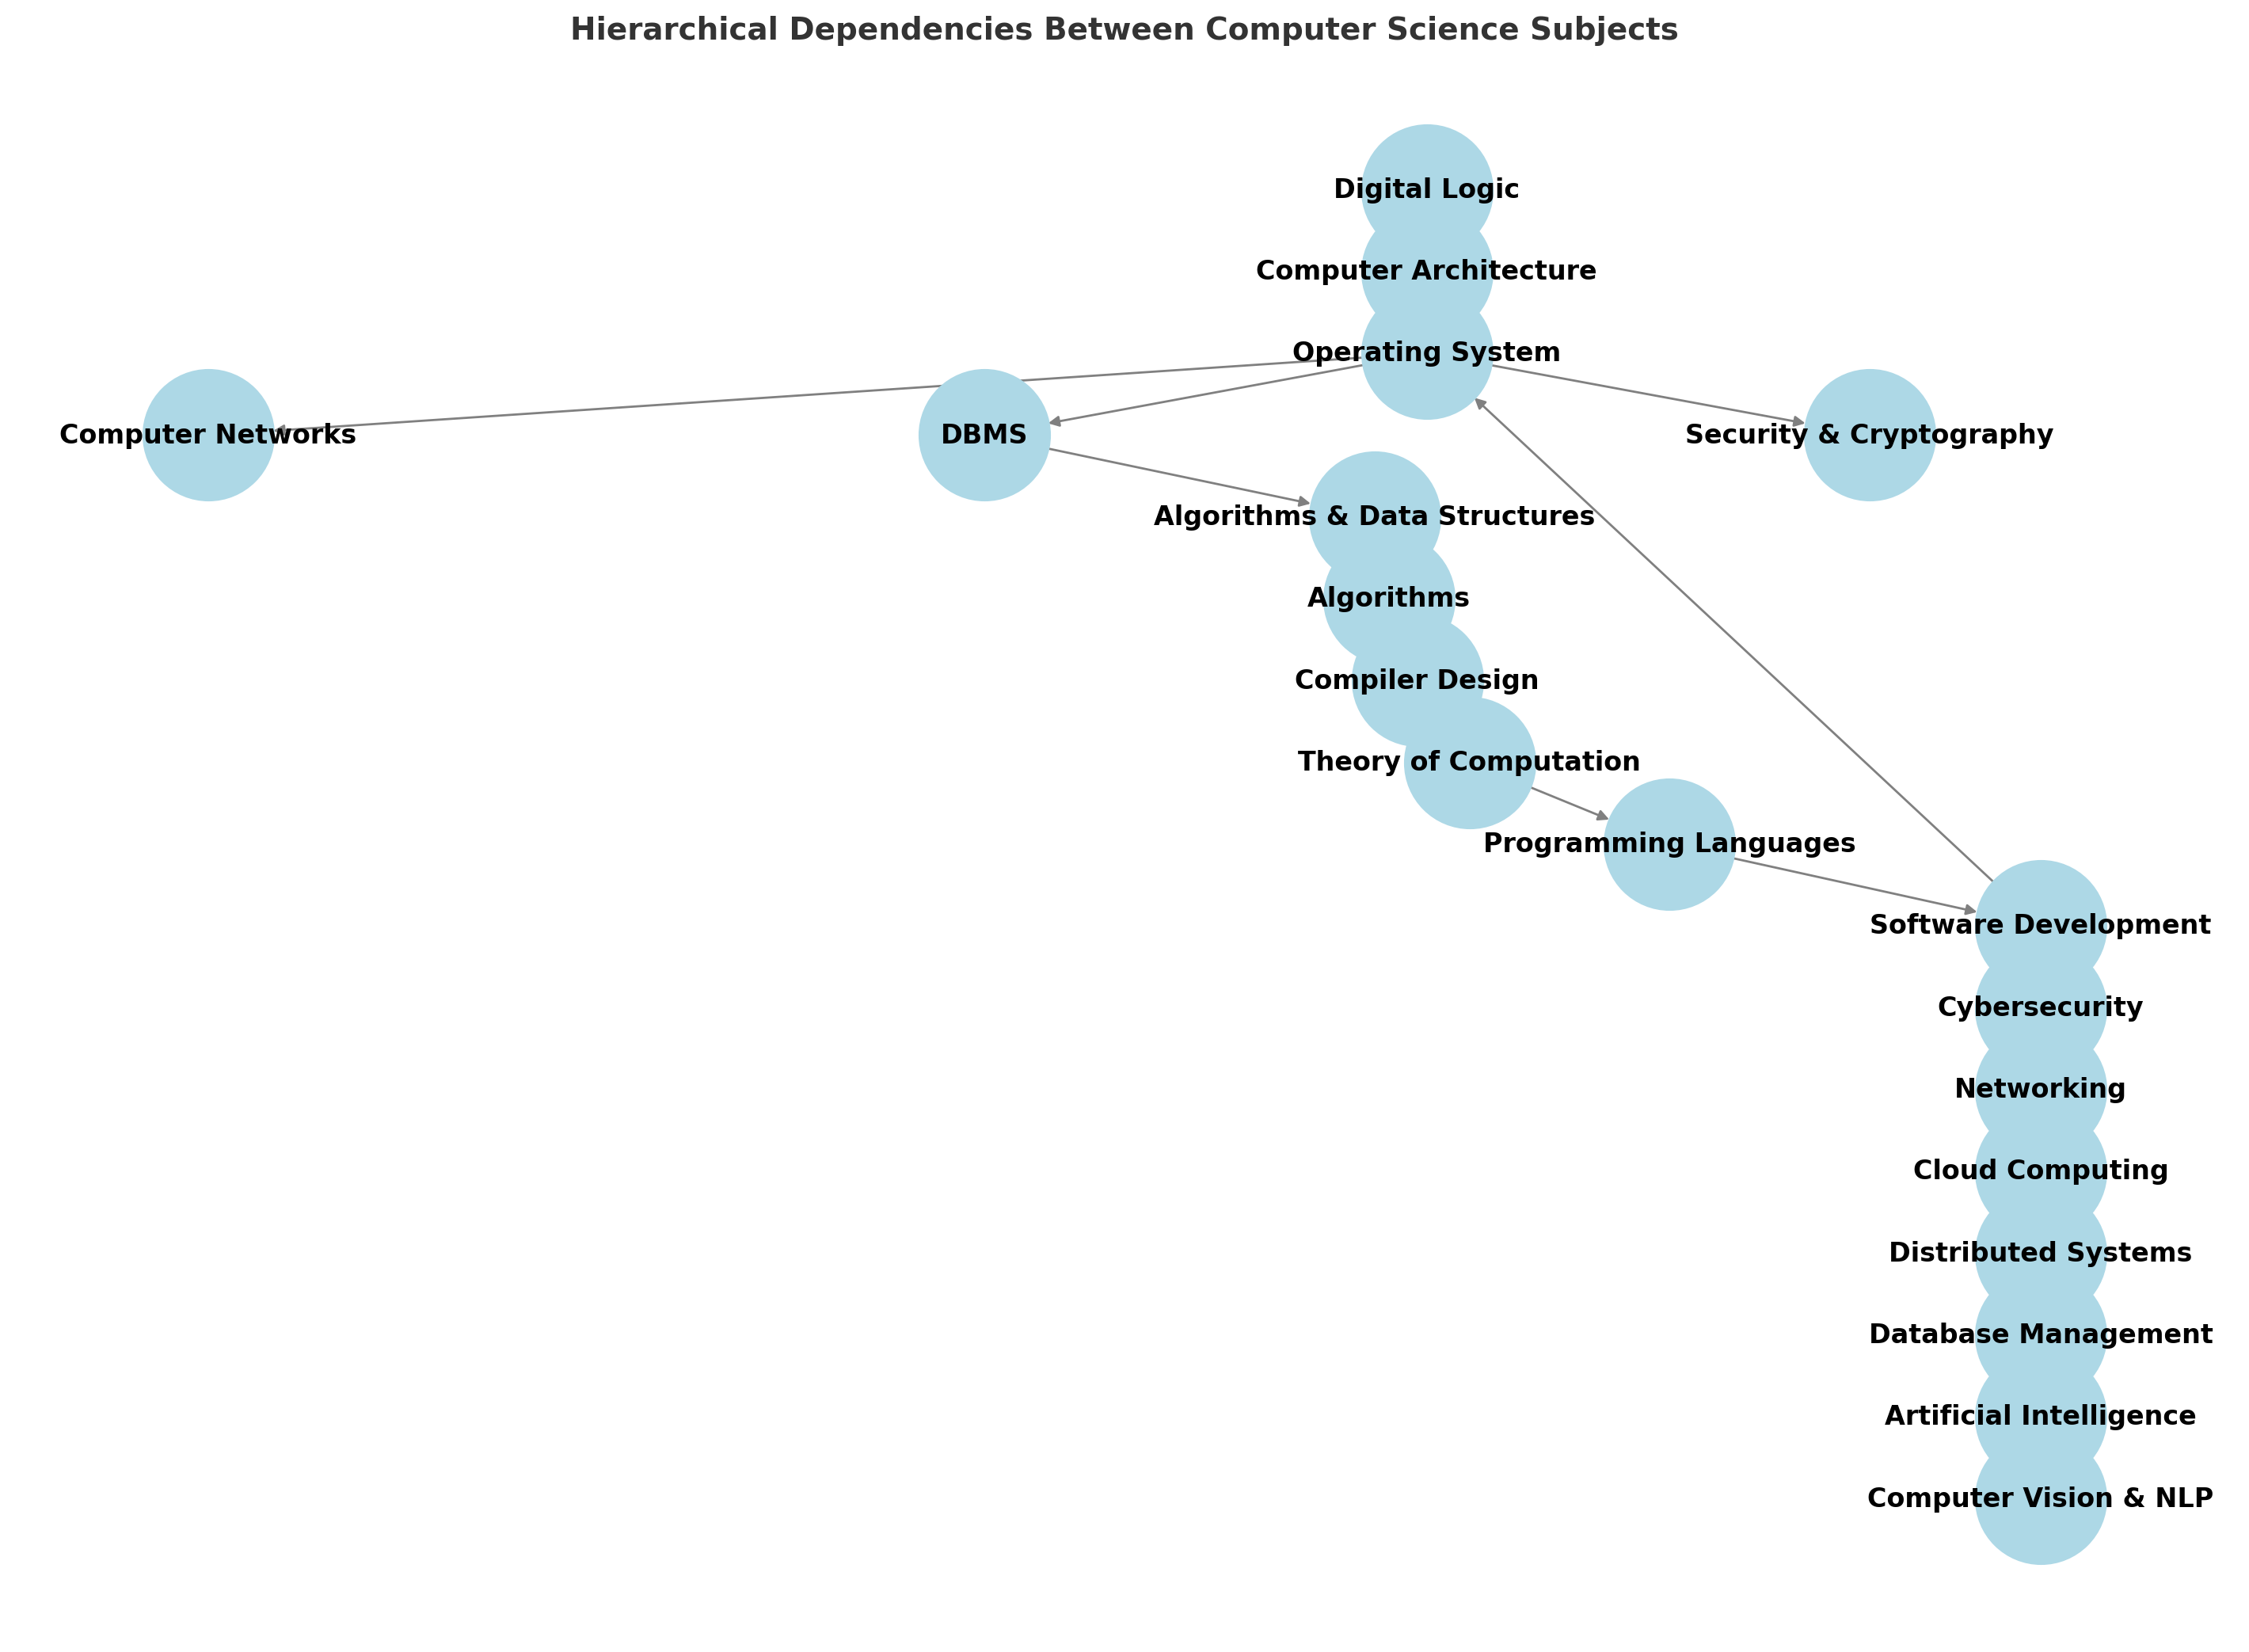 Hierarchical Dependencies Between Computer Science Subjects
Digital Logic
Computer Architecture
Operating System
Computer Networks
DBMS
Security & Cryptography
Algorithms & Data Structures
Algorithms
Compiler Design
Theory of Computation
Programming Languages
Software Development
Cybersecurity
Networking
Cloud Computing
Distributed Systems
Database Management
Artificial Intelligence
Computer Vision & NLP